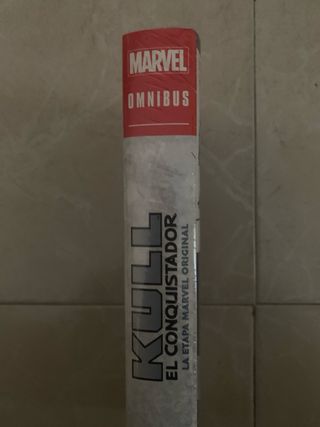 MARVEL
OMNIBUS
KULL
EL CONQUISTADOR
LA ETAPA MARVEL ORIGINAL